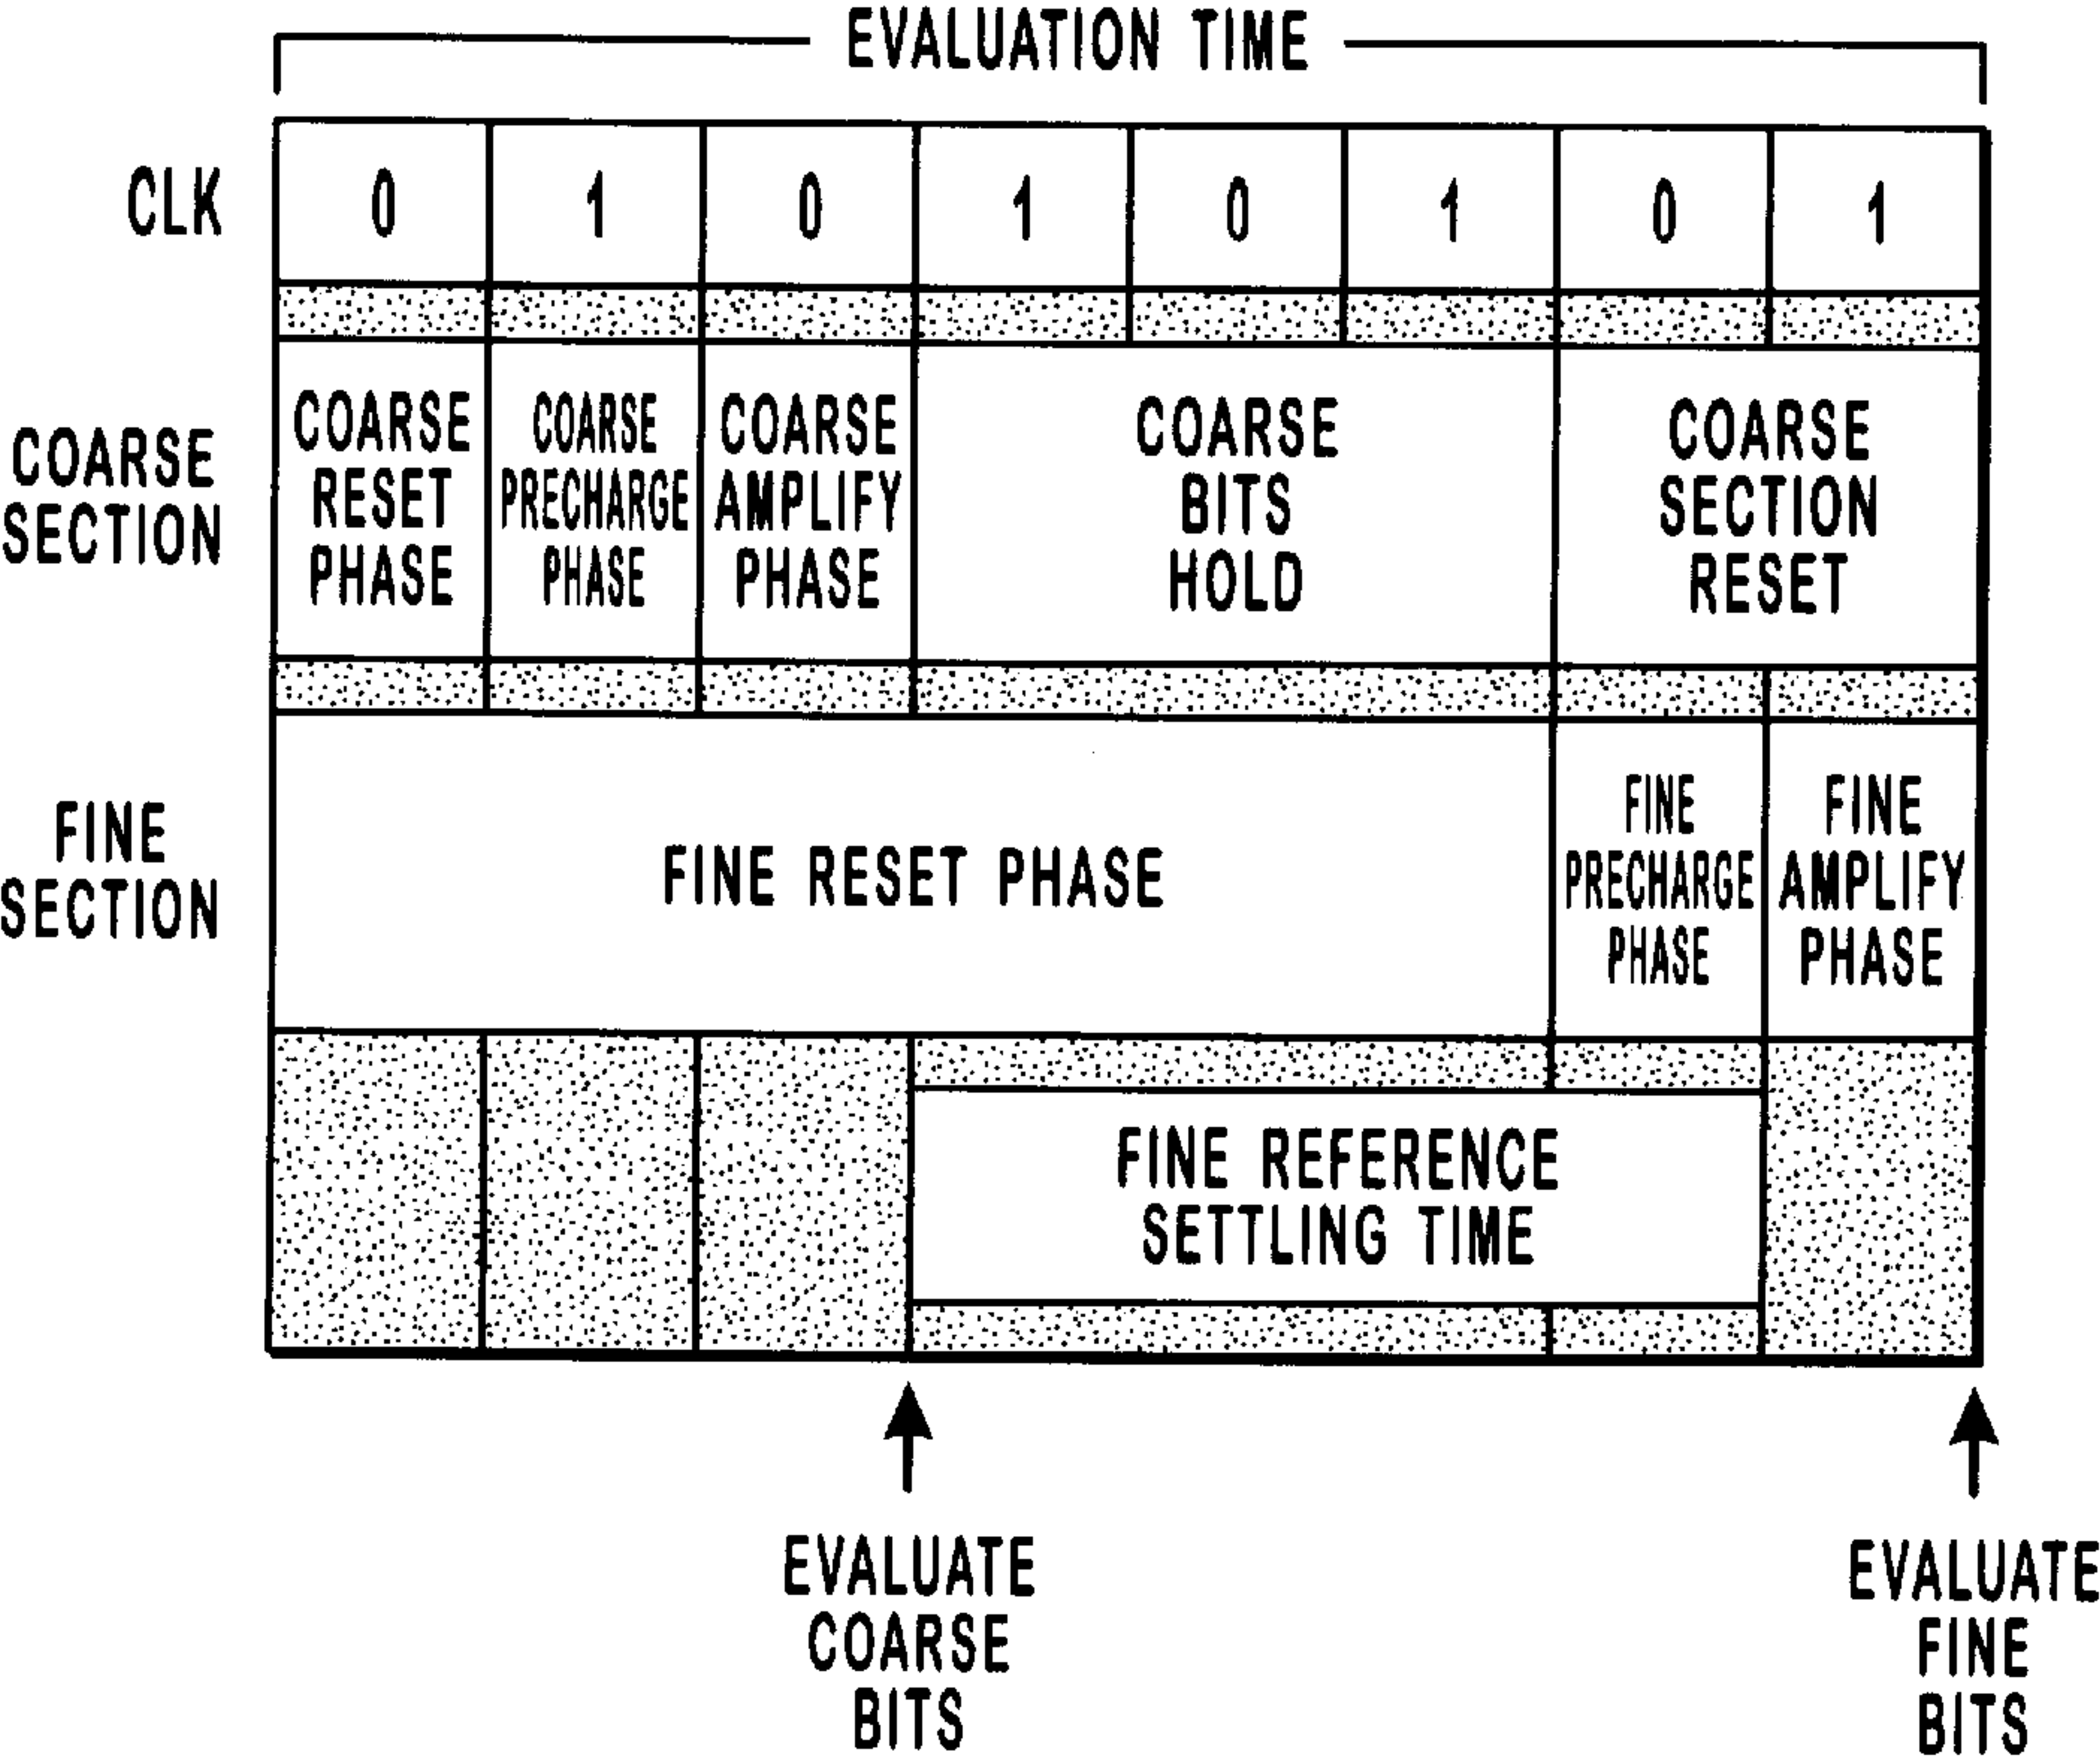 EVALUATION TIME
CLK
0 1 0 1 0 1 0 1
COARSE
SECTION
COARSE
RESET
PHASE
COARSE
PRECHARGE
PHASE
COARSE
AMPLIFY
PHASE
COARSE
BITS
HOLD
COARSE
SECTION
RESET
FINE
SECTION
FINE RESET PHASE
FINE
PRECHARGE
PHASE
FINE
AMPLIFY
PHASE
FINE REFERENCE
SETTLING TIME
EVALUATE
COARSE
BITS
EVALUATE
FINE
BITS